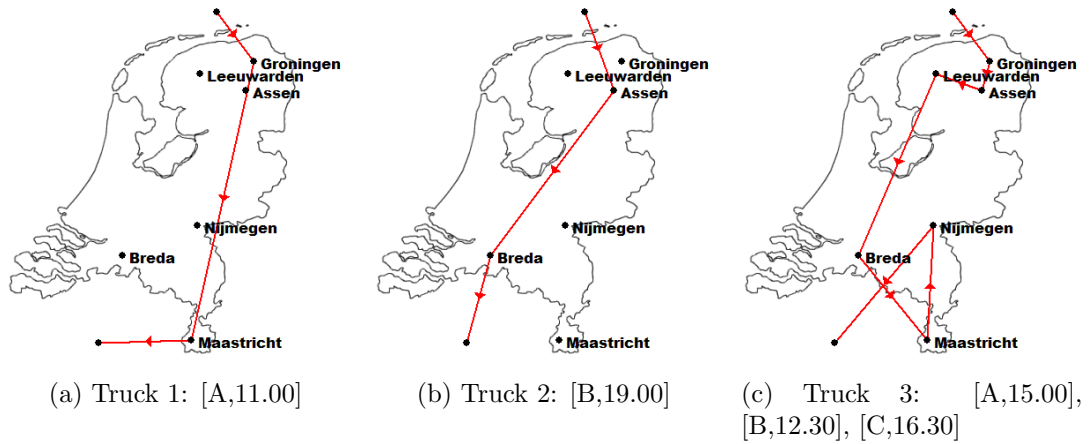 Groningen
Leeuwarden
Assen
Nijmegen
Breda
Maastricht
(a) Truck 1: [A,11.00]
Groningen
Leeuwarden
Assen
Nijmegen
Breda
Maastricht
(b) Truck 2: [B,19.00]
Groningen
Leeuwarden
Assen
Nijmegen
Breda
Maastricht
(c) Truck 3: [A,15.00],
[B,12.30], [C,16.30]